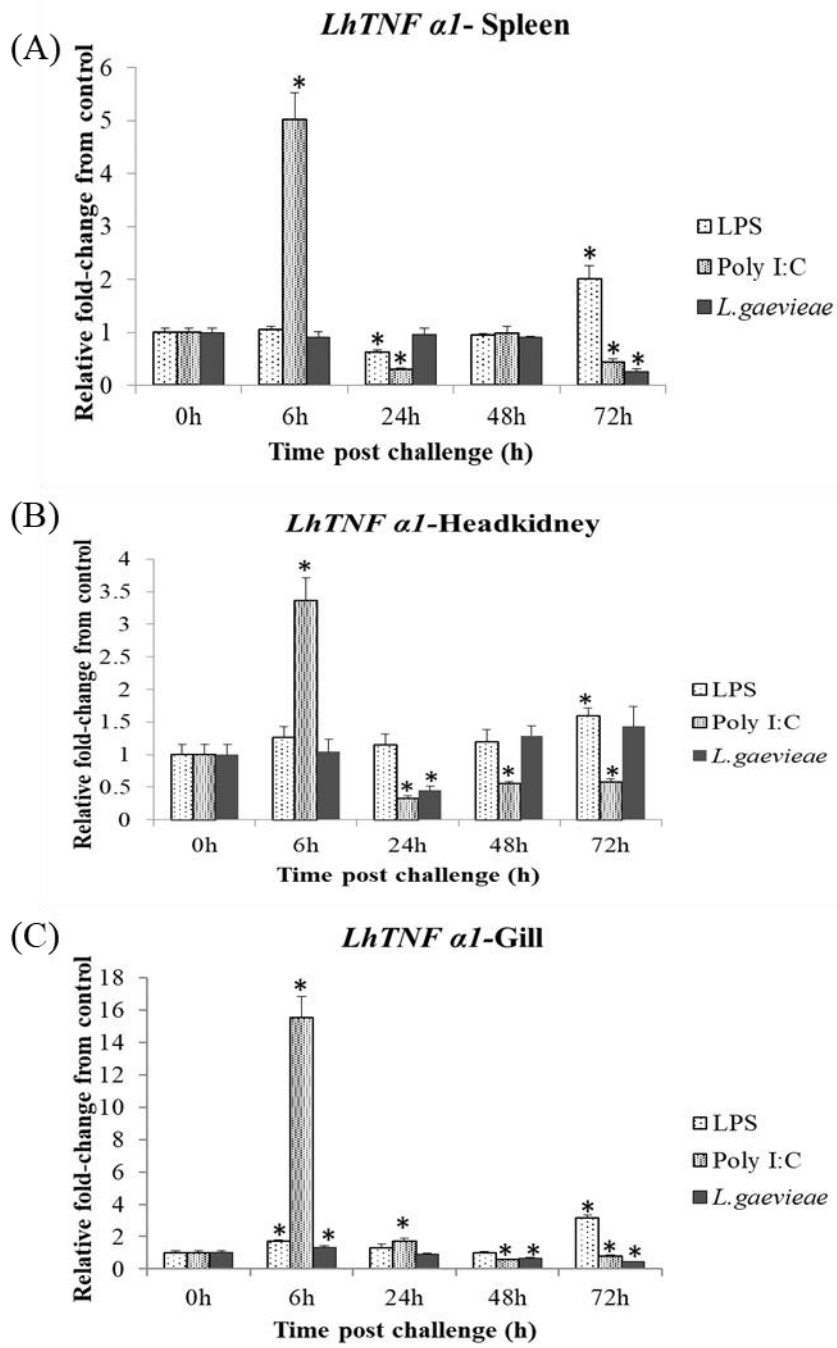 (A)
LhTNF α1- Spleen
Relative fold-change from control
6
5
4
3
2
1
0
*
*
*
*
*
*
0h 6h 24h 48h 72h
Time post challenge (h)
LPS
Poly I:C
L.gaevieae
(B)
LhTNF α1-Headkidney
Relative fold-change from control
4
3.5
3
2.5
2
1.5
1
0.5
0
*
*
*
*
*
*
0h 6h 24h 48h 72h
Time post challenge (h)
LPS
Poly I:C
L.gaevieae
(C)
LhTNF α1-Gill
Relative fold-change from control
18
16
14
12
10
8
6
4
2
0
*
*
*
*
*
*
*
*
*
0h 6h 24h 48h 72h
Time post challenge (h)
LPS
Poly I:C
L.gaevieae